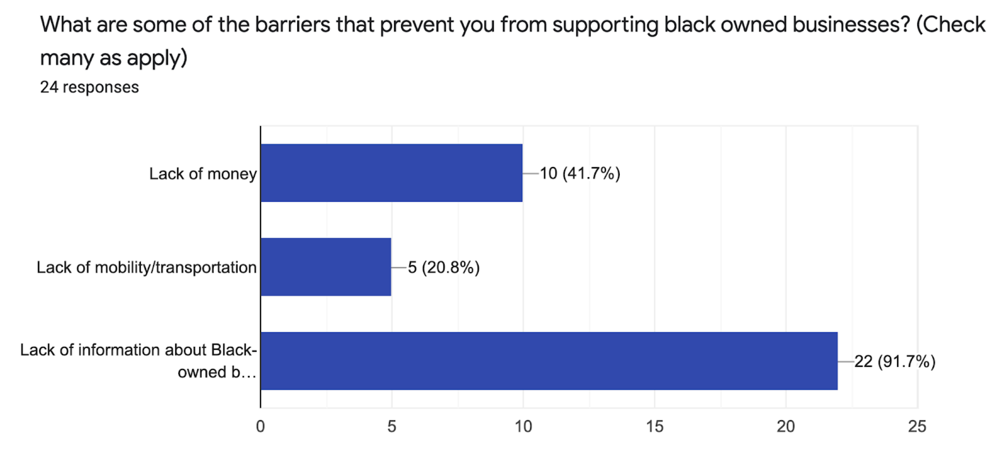 What are some of the barriers that prevent you from supporting black owned businesses? (Check
many as apply)
24 responses
Lack of money
10 (41.7%)
Lack of mobility/transportation
5 (20.8%)
Lack of information about Black-
owned b…
22 (91.7%)
0 5 10 15 20 25